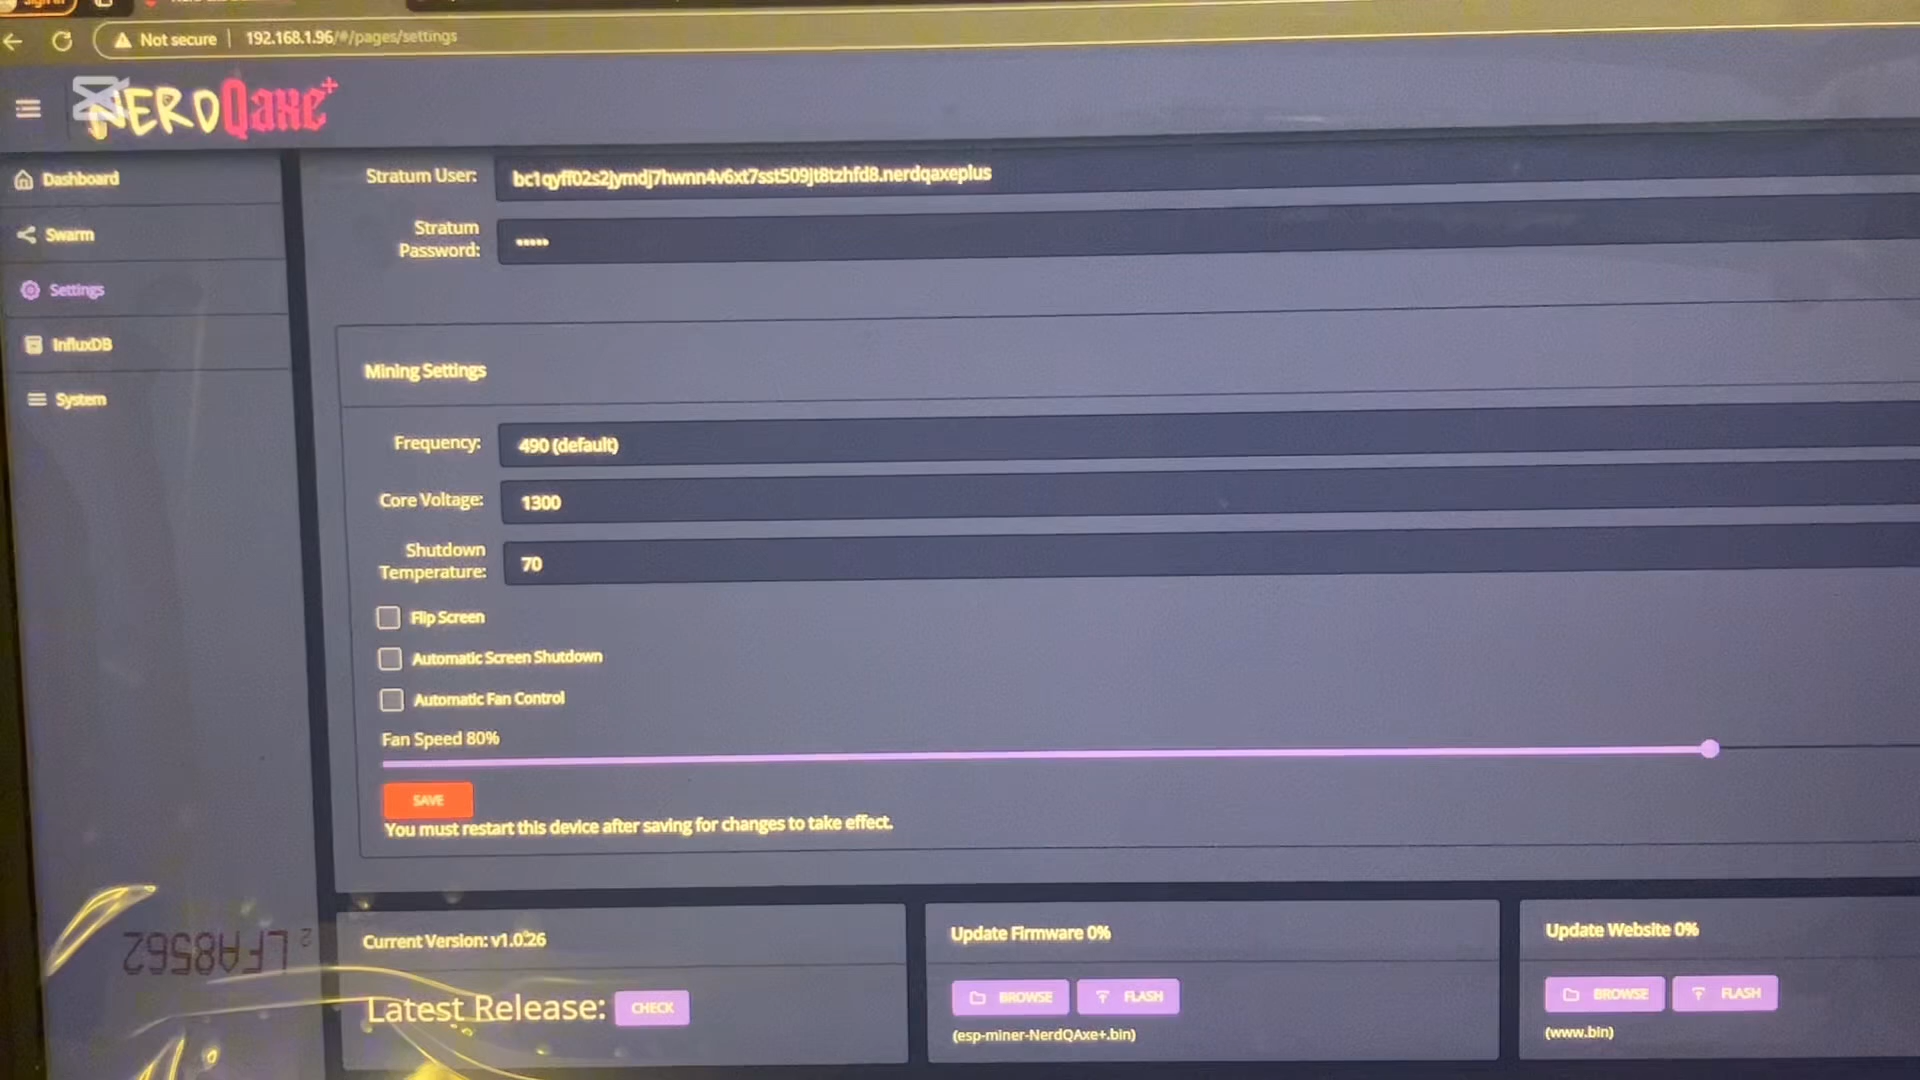 Not secure | 192.168.1.96/#/pages/settings
NERDQaxe+
Dashboard
Swarm
Settings
InfluxDB
System
Stratum User: bc1qyff02s2jymdj7hwnn4v6xt7sst509jt8tzhfd8.nerdqaxeplus
Stratum Password: •••••
Mining Settings
Frequency: 490 (default)
Core Voltage: 1300
Shutdown Temperature: 70
Flip Screen
Automatic Screen Shutdown
Automatic Fan Control
Fan Speed 80%
SAVE
You must restart this device after saving for changes to take effect.
Current Version: v1.0.26
Latest Release: CHECK
Update Firmware 0%
BROWSE FLASH
(esp-miner-NerdQAxe+.bin)
Update Website 0%
BROWSE FLASH
(www.bin)
2 LFA8562